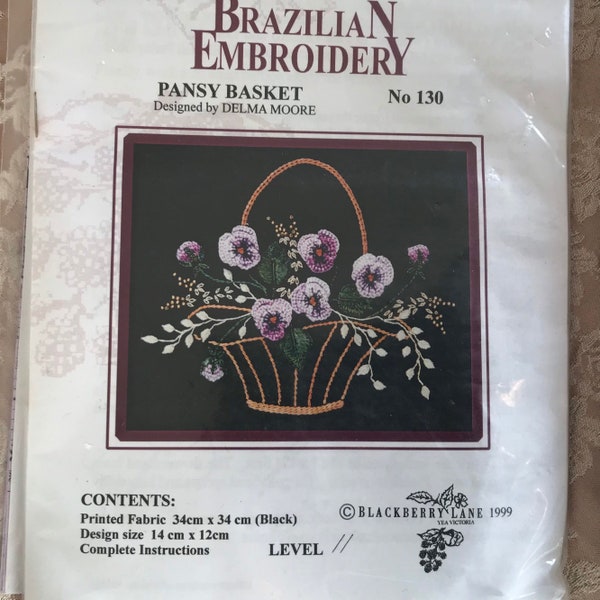 BRAZILIAN
EMBROIDERY
PANSY BASKET
Designed by DELMA MOORE
No 130
CONTENTS:
Printed Fabric 34cm x 34 cm (Black)
Design size 14 cm x 12cm
Complete Instructions
LEVEL 11
© BLACKBERRY LANE 1999
YEA VICTORIA